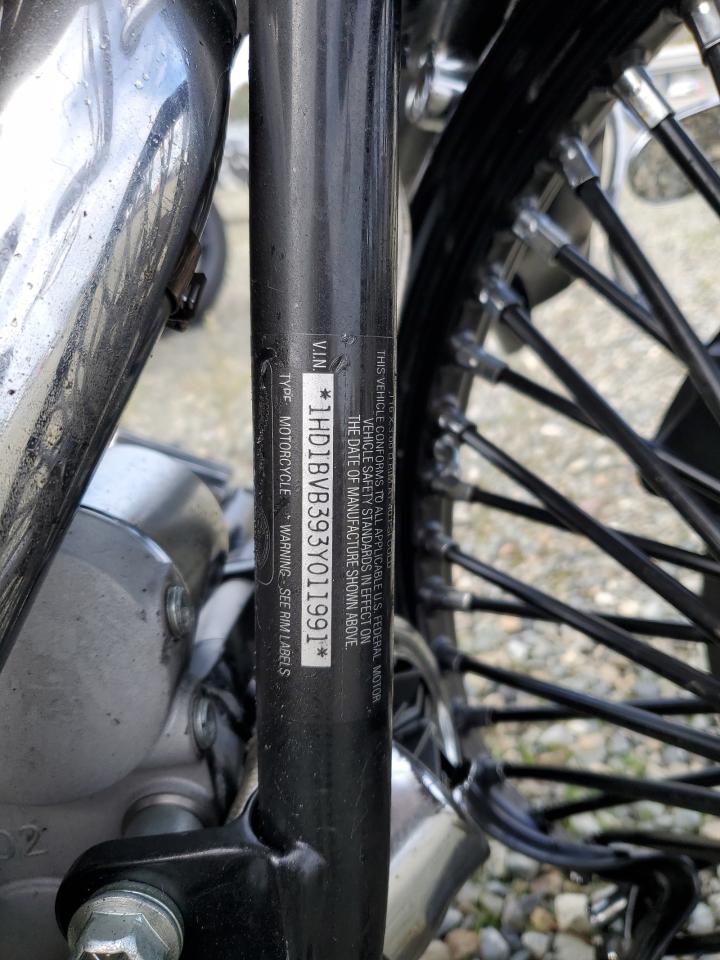 THIS VEHICLE CONFORMS TO ALL APPLICABLE U.S. FEDERAL MOTOR
VEHICLE SAFETY STANDARDS IN EFFECT ON
THE DATE OF MANUFACTURE SHOWN ABOVE.
V.I.N.
*1HD1BVB393Y011991*
TYPE MOTORCYCLE * WARNING - SEE RIM LABELS
02